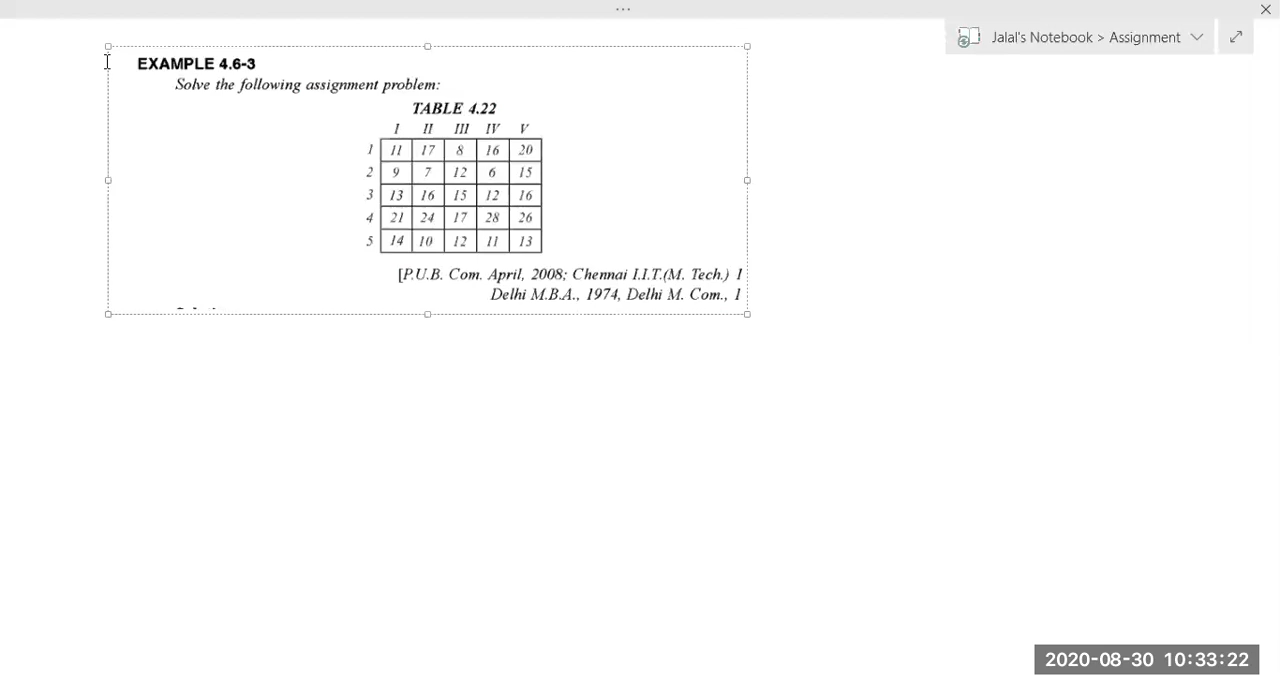 Jalal's Notebook > Assignment
EXAMPLE 4.6-3
Solve the following assignment problem:
TABLE 4.22
I II III IV V
1 11 17 8 16 20
2 9 7 12 6 15
3 13 16 15 12 16
4 21 24 17 28 26
5 14 10 12 11 13
[P.U.B. Com. April, 2008; Chennai I.I.T.(M. Tech.) 1
Delhi M.B.A., 1974, Delhi M. Com., 1
2020-08-30 10:33:22